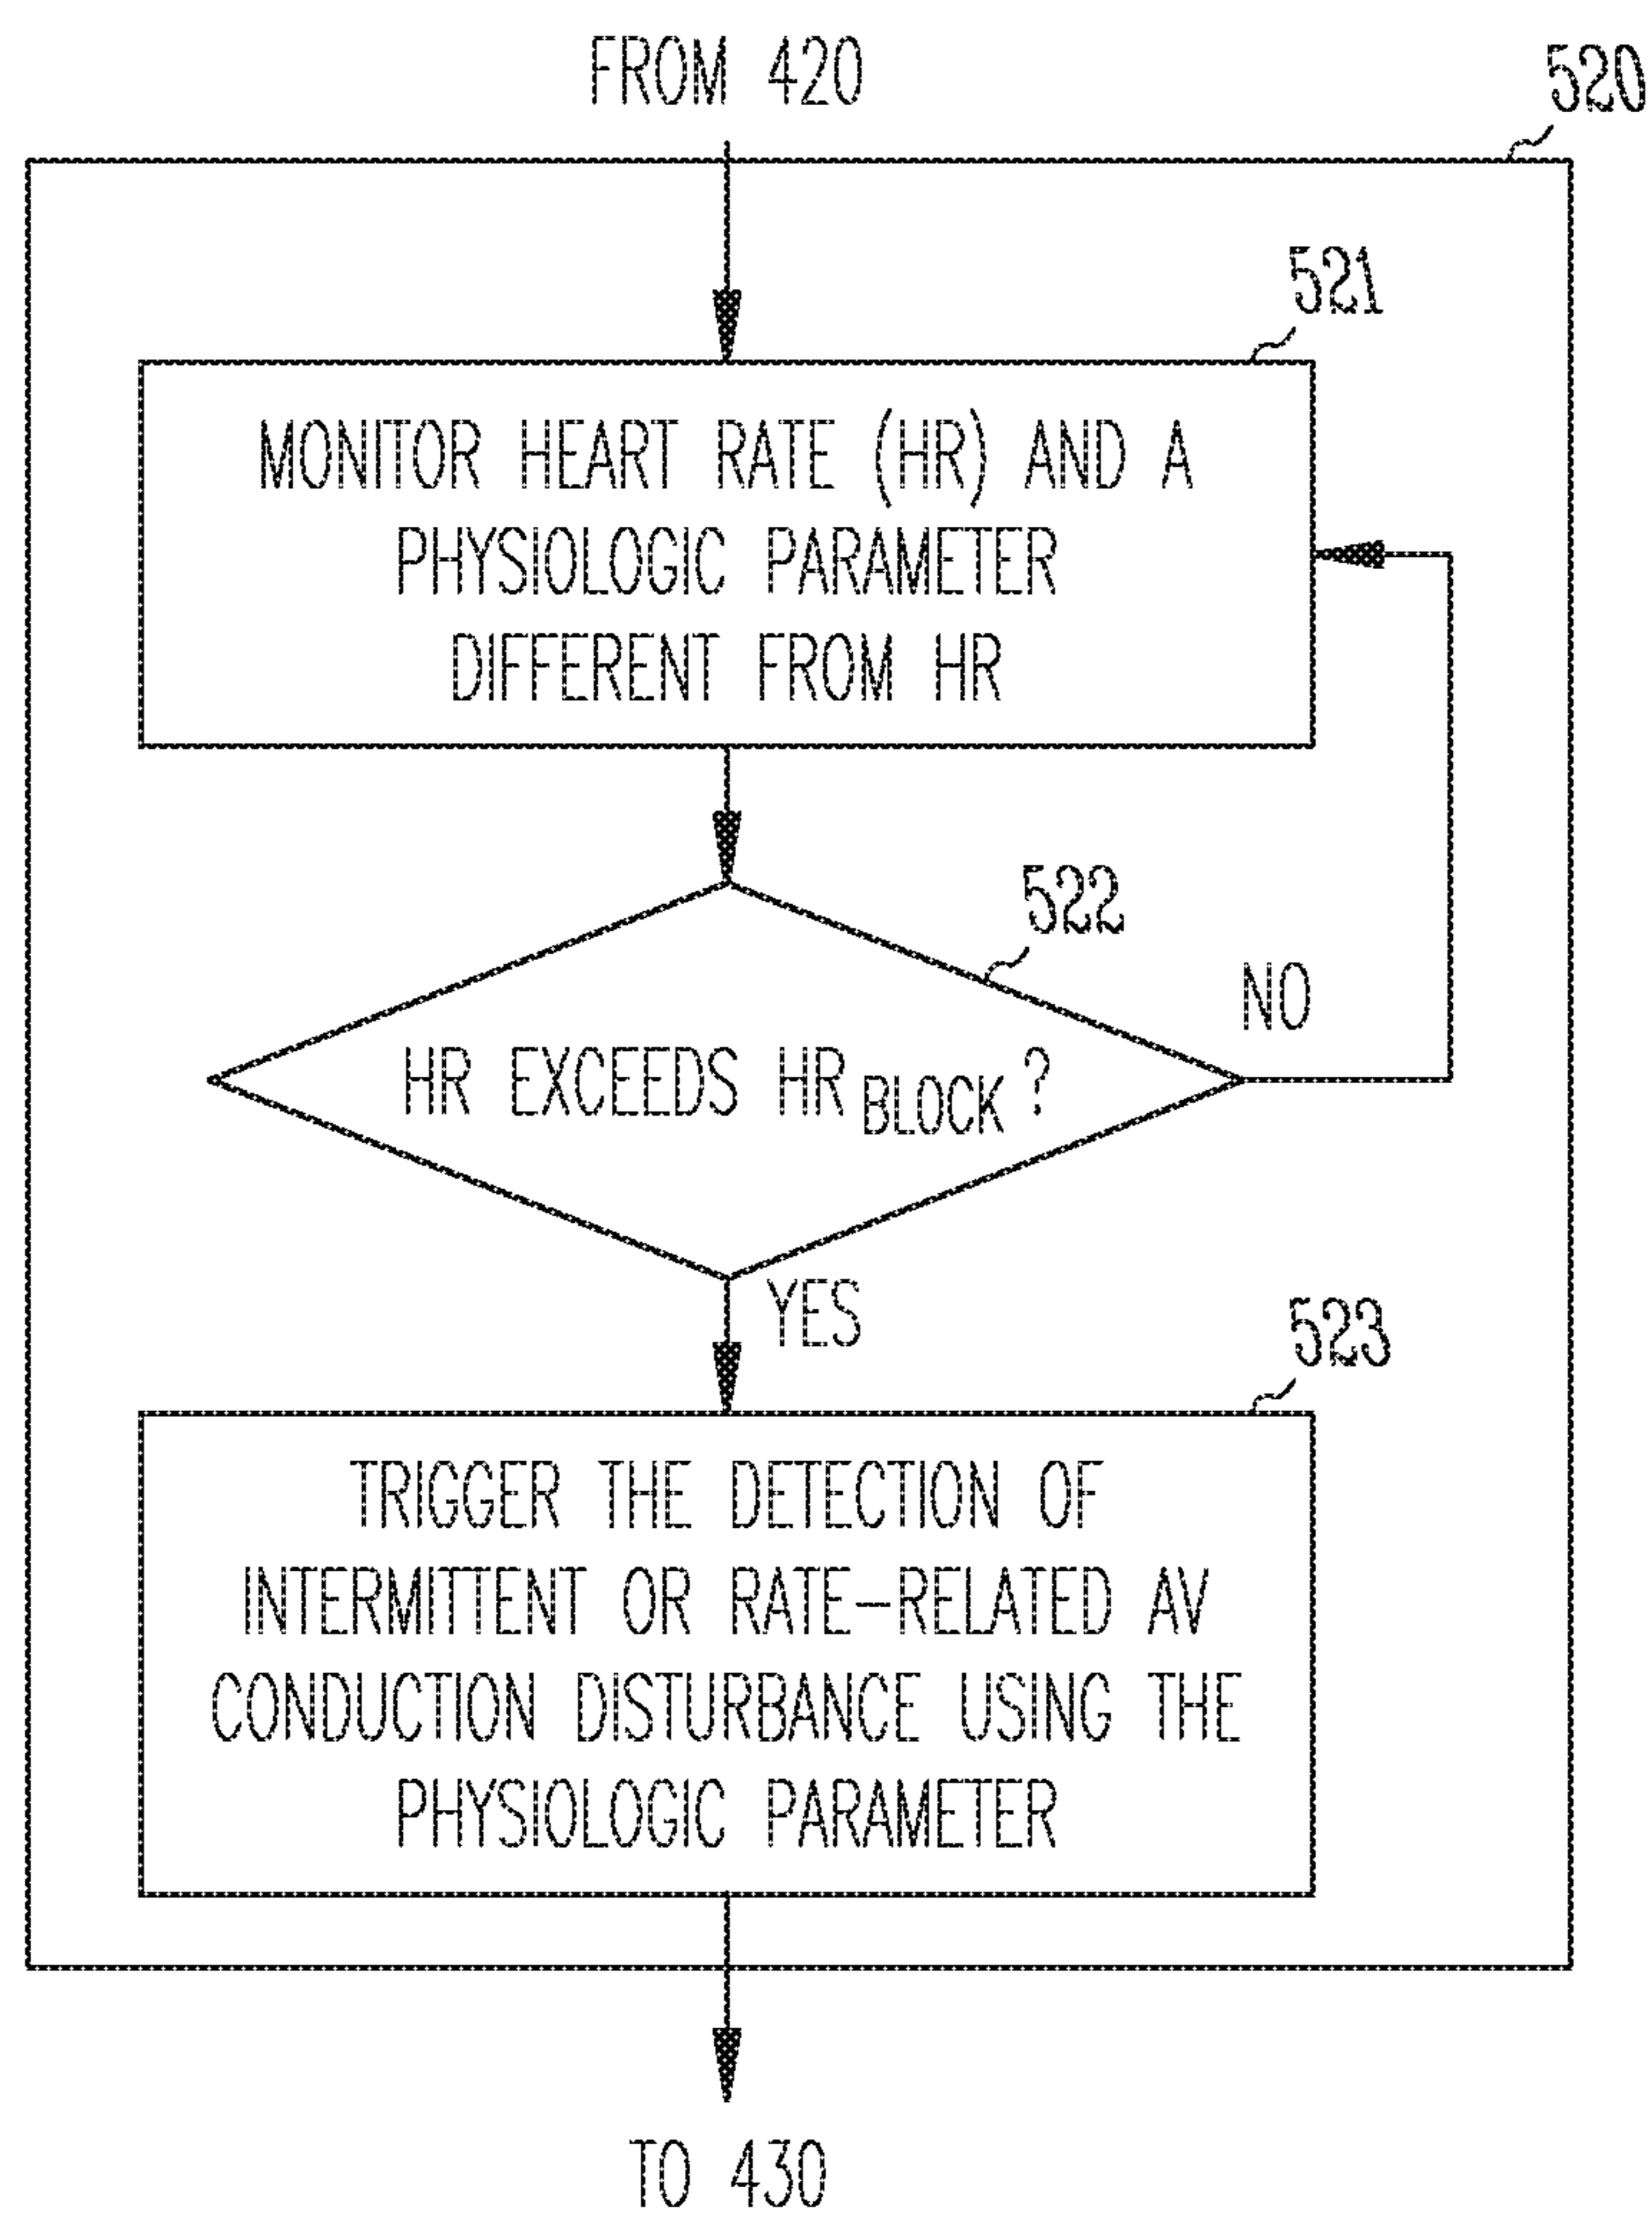 FROM 420
520
521
MONITOR HEART RATE (HR) AND A
PHYSIOLOGIC PARAMETER
DIFFERENT FROM HR
522
NO
HR EXCEEDS HR BLOCK ?
YES
523
TRIGGER THE DETECTION OF
INTERMITTENT OR RATE-RELATED AV
CONDUCTION DISTURBANCE USING THE
PHYSIOLOGIC PARAMETER
TO 430